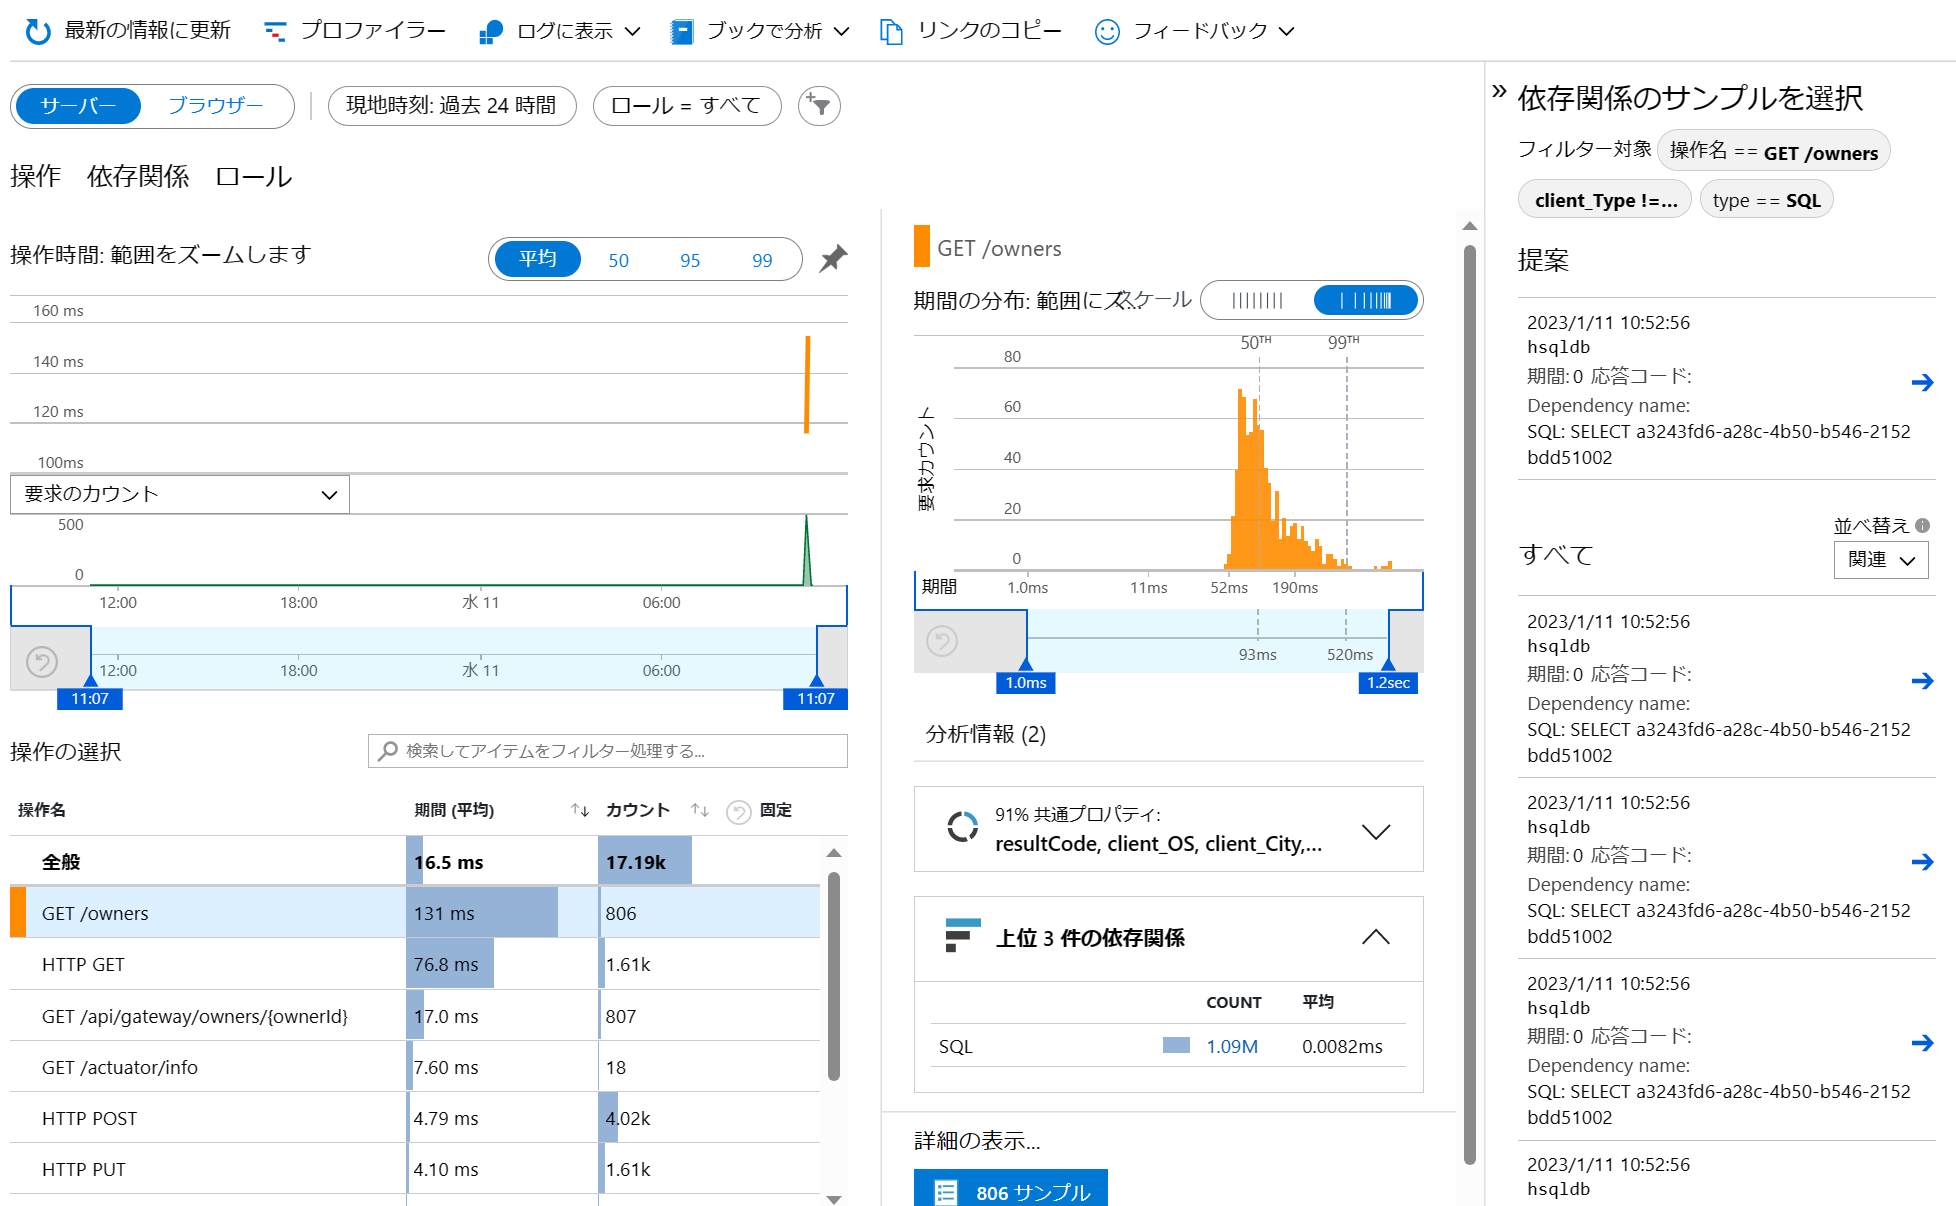 最新の情報に更新 プロファイラー ログに表示 ブックで分析 リンクのコピー フィードバック
サーバー ブラウザー 現地時刻: 過去 24 時間 ロール = すべて
操作 依存関係 ロール
操作時間: 範囲をズームします
平均 50 95 99
160 ms
140 ms
120 ms
100ms
要求のカウント
500
0
12:00 18:00 水 11 06:00
12:00 18:00 水 11 06:00
11:07 11:07
操作の選択
検索してアイテムをフィルター処理する...
操作名 期間 (平均) ↑↓ カウント ↑↓ 固定
全般 16.5 ms 17.19k
GET /owners 131 ms 806
HTTP GET 76.8 ms 1.61k
GET /api/gateway/owners/{ownerId} 17.0 ms 807
GET /actuator/info 7.60 ms 18
HTTP POST 4.79 ms 4.02k
HTTP PUT 4.10 ms 1.61k
GET /owners
期間の分布: 範囲にズ... スケール
50TH 99TH
80
60
40
20
0
要求カウント
期間 1.0ms 11ms 52ms 190ms
93ms 520ms
1.0ms 1.2sec
分析情報 (2)
91% 共通プロパティ:
resultCode, client_OS, client_City,...
上位 3 件の依存関係
COUNT 平均
SQL 1.09M 0.0082ms
詳細の表示...
806 サンプル
» 依存関係のサンプルを選択
フィルター対象 操作名 == GET /owners
client_Type !=... type == SQL
提案
2023/1/11 10:52:56
hsqldb
期間: 0 応答コード:
Dependency name:
SQL: SELECT a3243fd6-a28c-4b50-b546-2152
bdd51002
並べ替え
すべて 関連
2023/1/11 10:52:56
hsqldb
期間: 0 応答コード:
Dependency name:
SQL: SELECT a3243fd6-a28c-4b50-b546-2152
bdd51002
2023/1/11 10:52:56
hsqldb
期間: 0 応答コード:
Dependency name:
SQL: SELECT a3243fd6-a28c-4b50-b546-2152
bdd51002
2023/1/11 10:52:56
hsqldb
期間: 0 応答コード:
Dependency name:
SQL: SELECT a3243fd6-a28c-4b50-b546-2152
bdd51002
2023/1/11 10:52:56
hsqldb